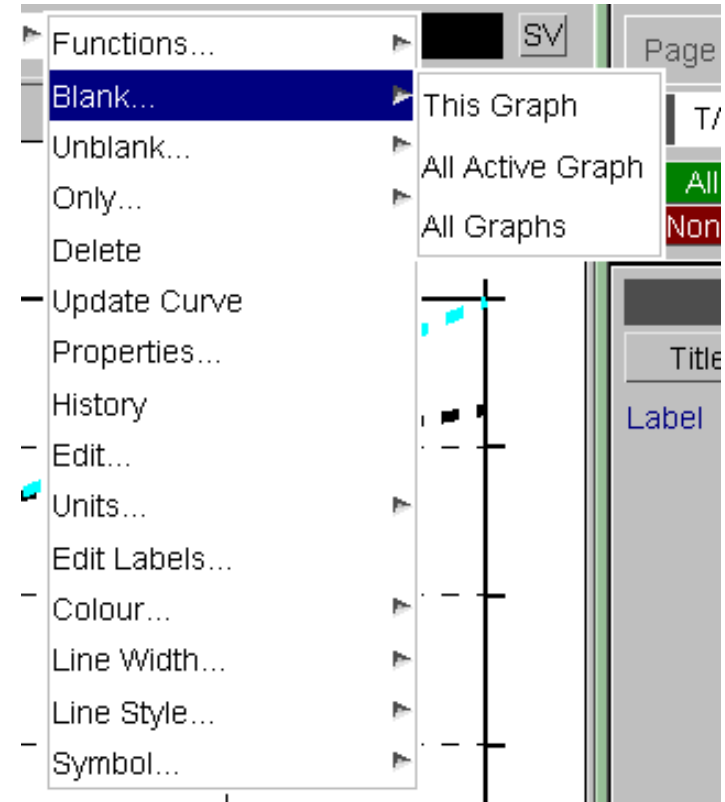 Functions...
SV
Page
Blank...
This Graph
T/
Unblank...
All Active Graph
All
Only...
All Graphs
Non
Delete
Update Curve
Properties...
Title
History
Label
Edit...
Units...
Edit Labels...
Colour...
Line Width...
Line Style...
Symbol...